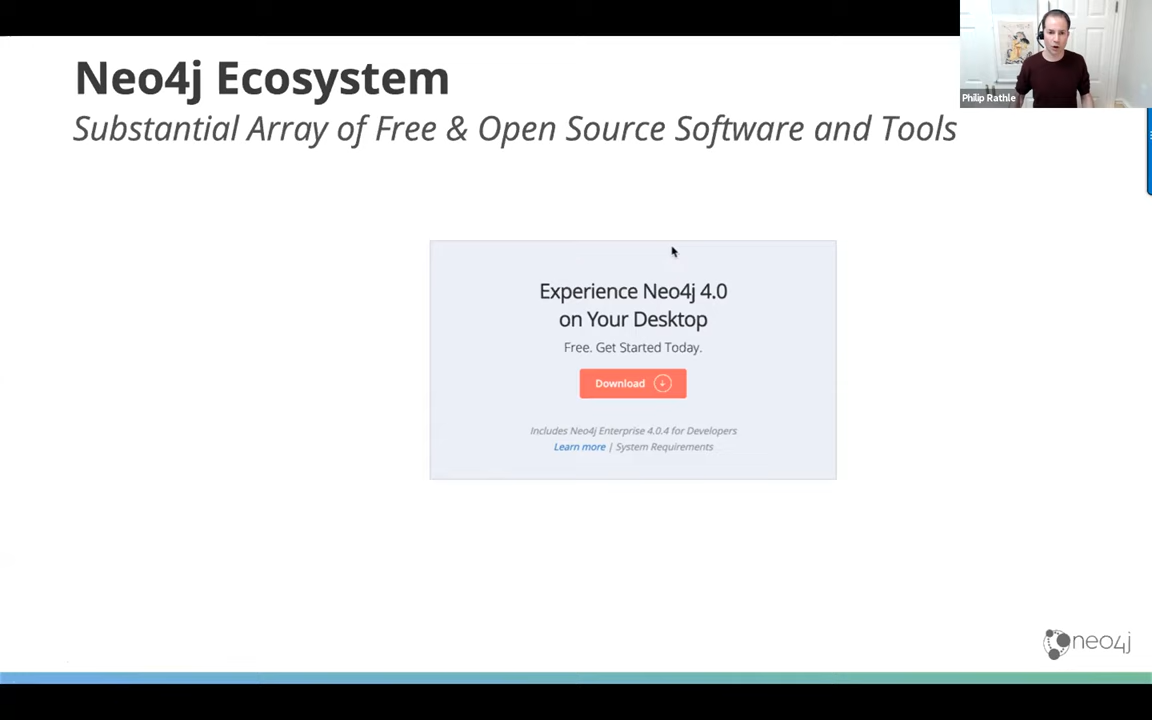 Neo4j Ecosystem
Substantial Array of Free & Open Source Software and Tools
Philip Rathle
Experience Neo4j 4.0
on Your Desktop
Free. Get Started Today.
Download
Includes Neo4j Enterprise 4.0.4 for Developers
Learn more | System Requirements
neo4j